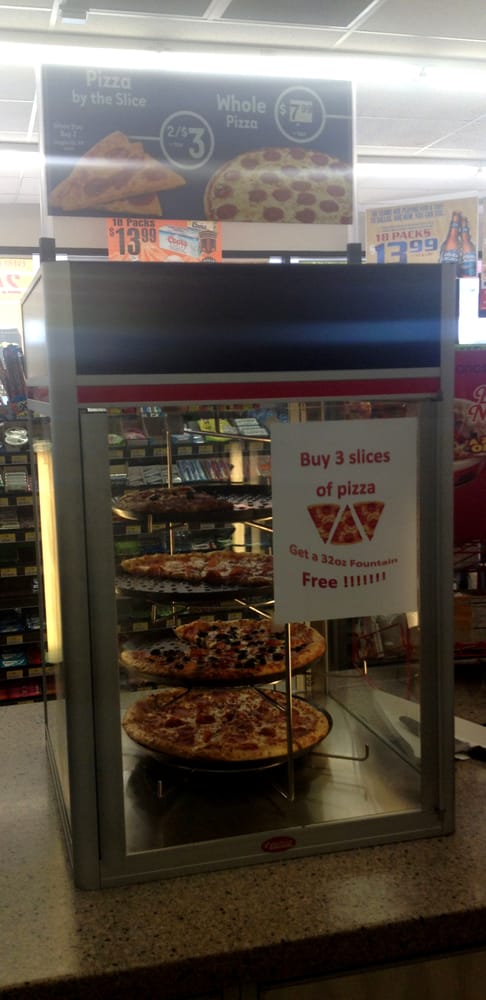 Pizza
by the Slice
2/$3
Whole
Pizza
18 PACKS
$13.99
Coors
18 PACKS
13.99
Buy 3 slices
of pizza
Get a 32oz Fountain
Free !!!!!!!